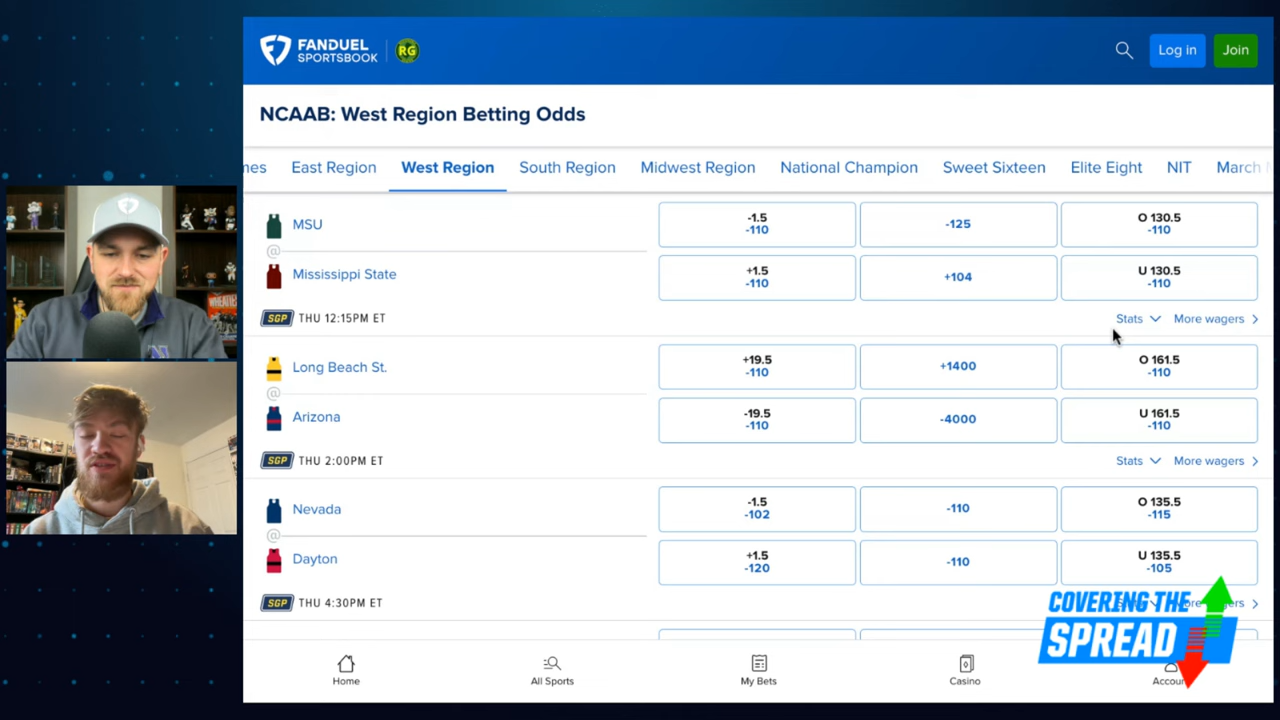 FANDUEL
SPORTSBOOK
RG
Log in
Join
NCAAB: West Region Betting Odds
mes East Region West Region South Region Midwest Region National Champion Sweet Sixteen Elite Eight NIT March
MSU
-1.5
-110
-125
O 130.5
-110
@
Mississippi State
+1.5
-110
+104
U 130.5
-110
SGP THU 12:15PM ET
Stats
More wagers
Long Beach St.
+19.5
-110
+1400
O 161.5
-110
@
Arizona
-19.5
-110
-4000
U 161.5
-110
SGP THU 2:00PM ET
Stats
More wagers
Nevada
-1.5
-102
-110
O 135.5
-115
@
Dayton
+1.5
-120
-110
U 135.5
-105
SGP THU 4:30PM ET
COVERING THE
SPREAD
Home
All Sports
My Bets
Casino
Accou
WHEATIES